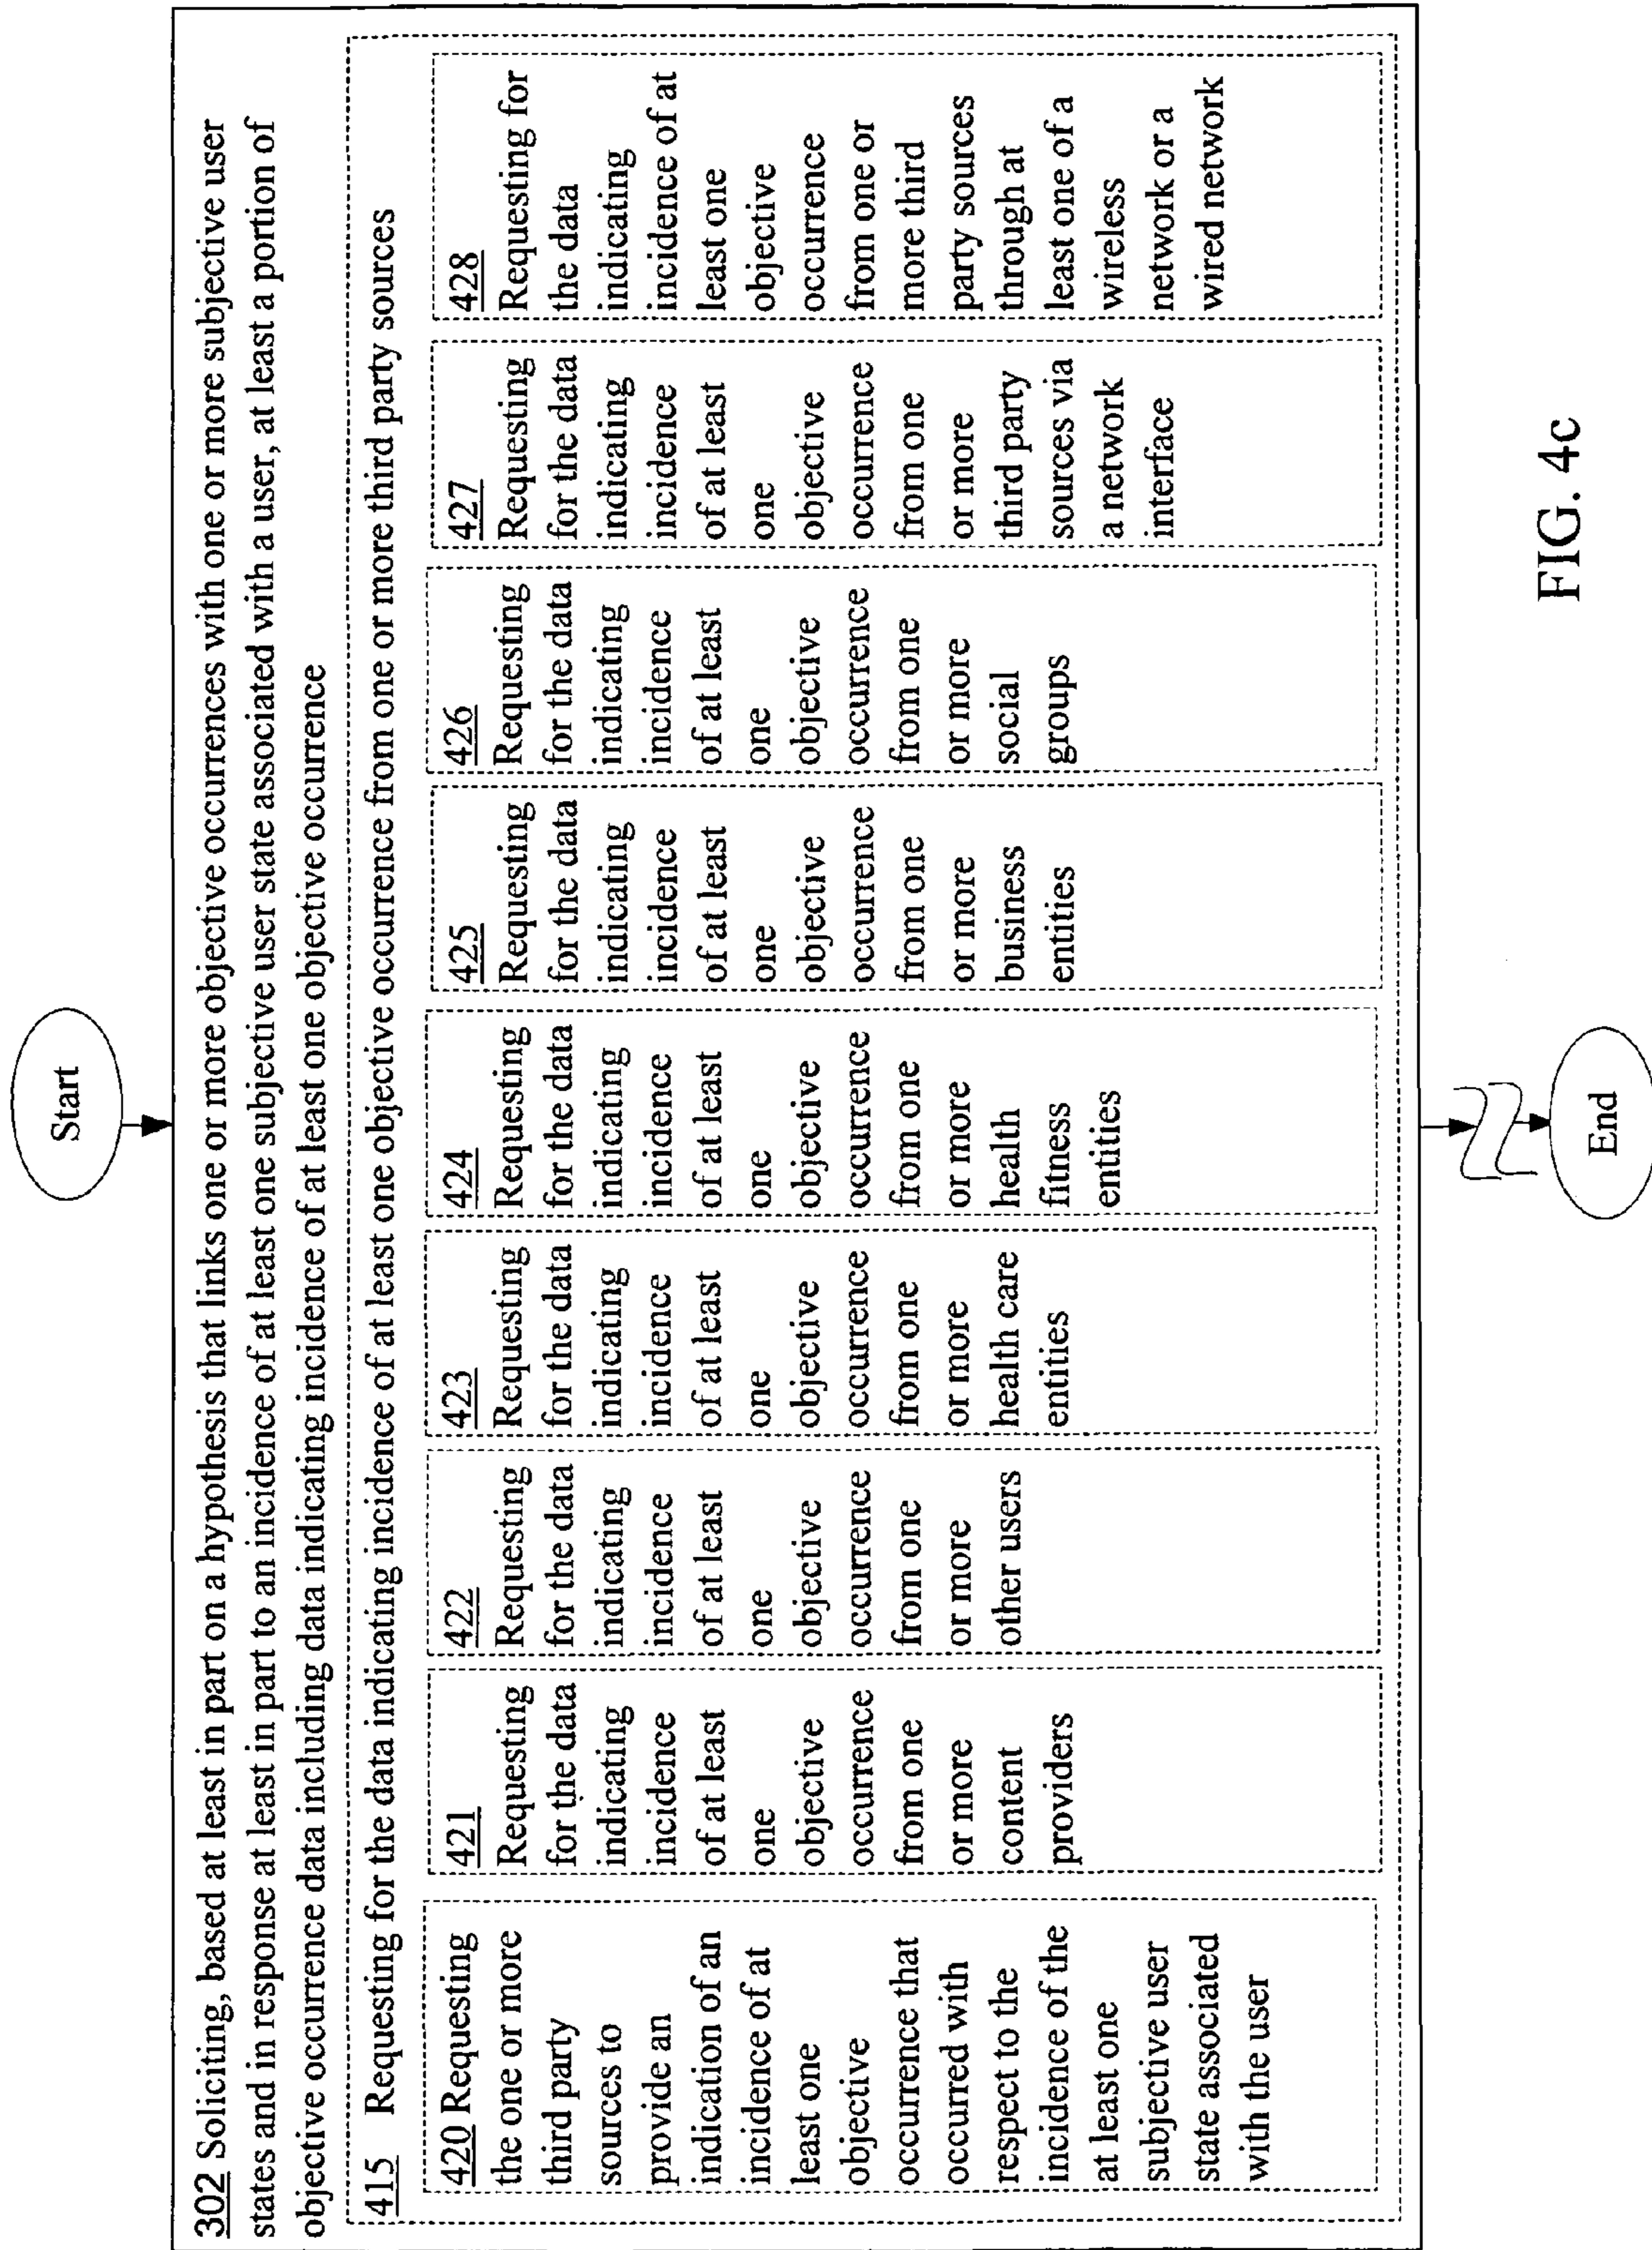 Start
302 Soliciting, based at least in part on a hypothesis that links one or more objective occurrences with one or more subjective user
states and in response at least in part to an incidence of at least one subjective user state associated with a user, at least a portion of
objective occurrence data including data indicating incidence of at least one objective occurrence
415 Requesting for the data indicating incidence of at least one objective occurrence from one or more third party sources
420 Requesting
the one or more
third party
sources to
provide an
indication of an
incidence of at
least one
objective
occurrence that
occurred with
respect to the
incidence of the
at least one
subjective user
state associated
with the user
421
Requesting
for the data
indicating
incidence
of at least
one
objective
occurrence
from one
or more
content
providers
422
Requesting
for the data
indicating
incidence
of at least
one
objective
occurrence
from one
or more
other users
423
Requesting
for the data
indicating
incidence
of at least
one
objective
occurrence
from one
or more
health care
entities
424
Requesting
for the data
indicating
incidence
of at least
one
objective
occurrence
from one
or more
health
fitness
entities
425
Requesting
for the data
indicating
incidence
of at least
one
objective
occurrence
from one
or more
business
entities
426
Requesting
for the data
indicating
incidence
of at least
one
objective
occurrence
from one
or more
social
groups
427
Requesting
for the data
indicating
incidence
of at least
one
objective
occurrence
from one
or more
third party
sources via
a network
interface
428
Requesting for
the data
indicating
incidence of at
least one
objective
occurrence
from one or
more third
party sources
through at
least one of a
wireless
network or a
wired network
End
FIG. 4c